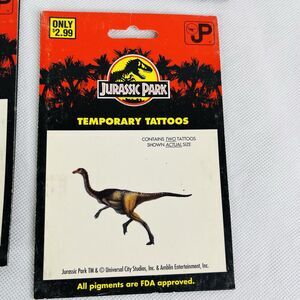 ONLY
$2.99
JP
JURASSIC PARK
TEMPORARY TATTOOS
CONTAINS TWO TATTOOS
SHOWN ACTUAL SIZE
Jurassic Park TM & © Universal City Studios, Inc. & Amblin Entertainment, Inc.
All pigments are FDA approved.